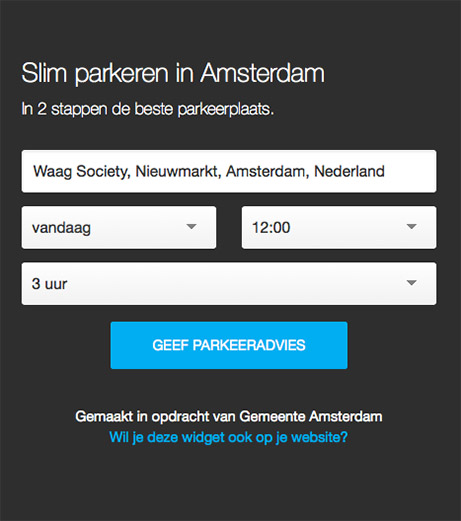 Slim parkeren in Amsterdam
In 2 stappen de beste parkeerplaats.
Waag Society, Nieuwmarkt, Amsterdam, Nederland
vandaag
12:00
3 uur
GEEF PARKEERADVIES
Gemaakt in opdracht van Gemeente Amsterdam
Wil je deze widget ook op je website?